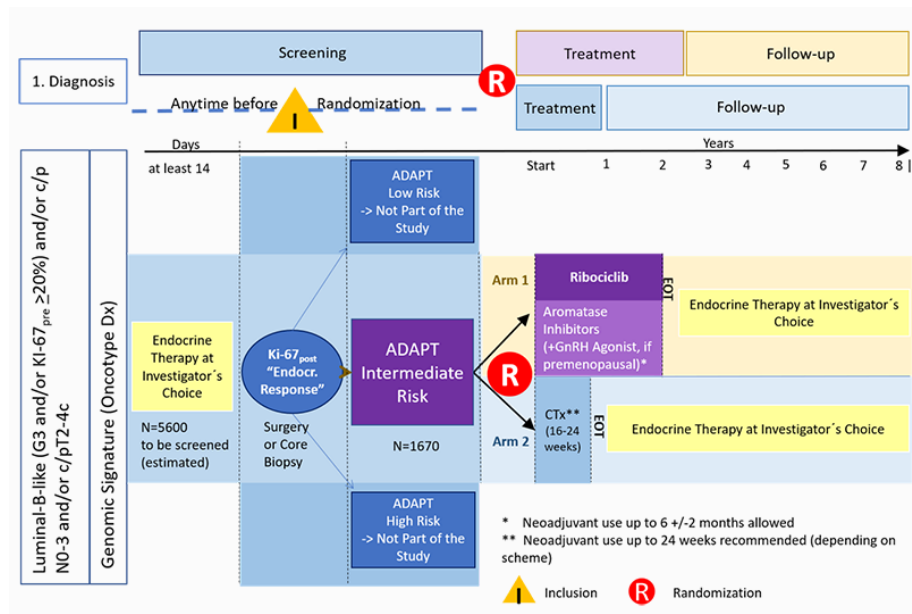 Screening
Treatment
Follow-up
1. Diagnosis
R
Anytime before
Randomization
I
Treatment
Follow-up
Days
Years
at least 14
Start
1
2
3
4
5
6
7
8
Luminal-B-like (G3 and/or KI-67pre ≥20%) and/or c/p
N0-3 and/or c/pT2-4c
Genomic Signature (Oncotype Dx)
ADAPT
Low Risk
-> Not Part of the
Study
Endocrine
Therapy at
Investigator´s
Choice
N=5600
to be screened
(estimated)
Ki-67post
“Endocr.
Response”
Surgery
or Core
Biopsy
ADAPT
Intermediate
Risk
N=1670
ADAPT
High Risk
-> Not Part of the
Study
R
Arm 1
Ribociclib
Aromatase
Inhibitors
(+GnRH Agonist, if
premenopausal)*
EOT
Endocrine Therapy at Investigator´s
Choice
Arm 2
CTx**
(16-24
weeks)
EOT
Endocrine Therapy at Investigator´s Choice
* Neoadjuvant use up to 6 +/-2 months allowed
** Neoadjuvant use up to 24 weeks recommended (depending on
scheme)
I
Inclusion
R
Randomization